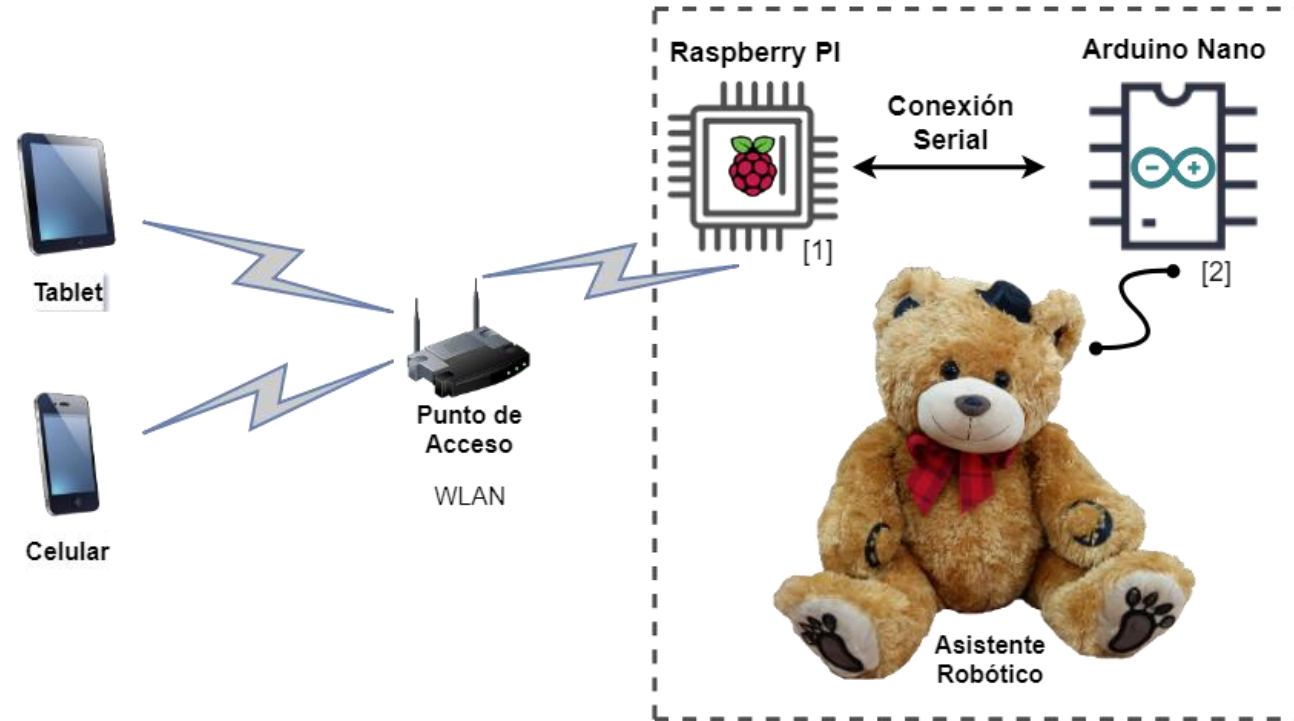 Raspberry PI
Arduino Nano
Conexión
Serial
[1]
[2]
Tablet
Punto de
Acceso
WLAN
Celular
Asistente
Robótico